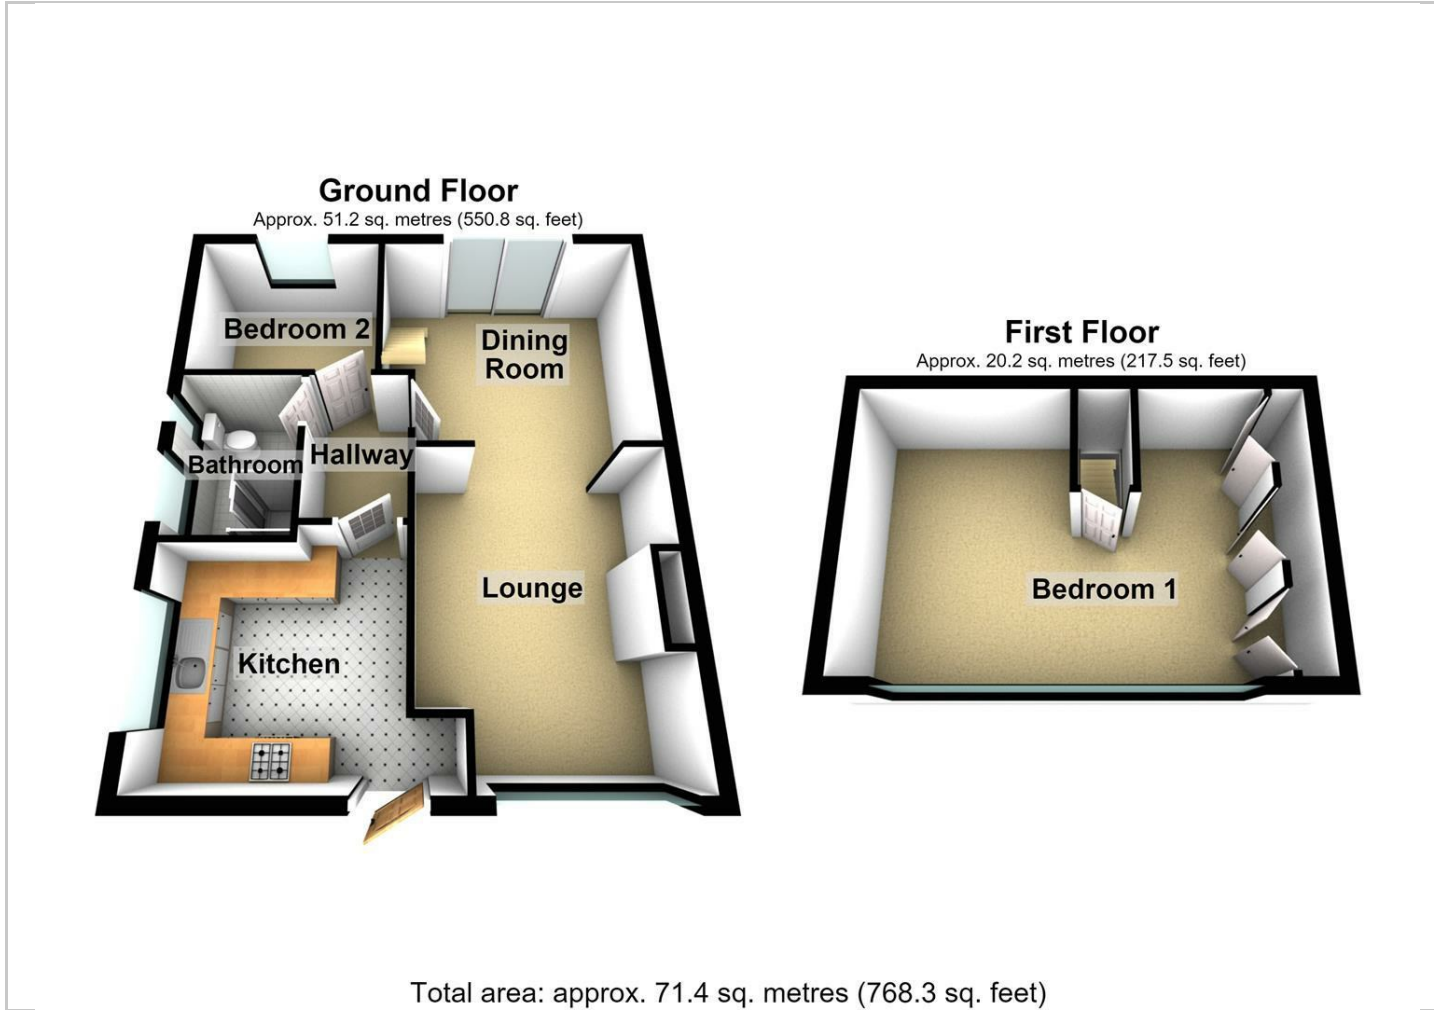 Ground Floor
Approx. 51.2 sq. metres (550.8 sq. feet)
Bedroom 2
Dining
Room
Bathroom
Hallway
Lounge
Kitchen
First Floor
Approx. 20.2 sq. metres (217.5 sq. feet)
Bedroom 1
Total area: approx. 71.4 sq. metres (768.3 sq. feet)